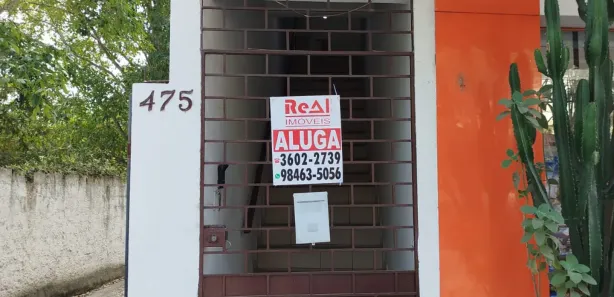 475
ReAl
IMÓVEIS
ALUGA
3602-2739
98463-5056